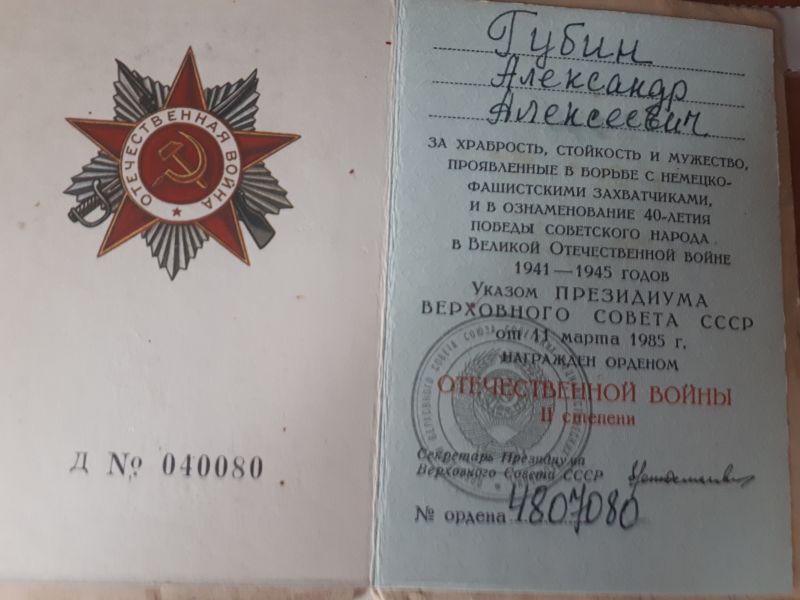 ОТЕЧЕСТВЕННАЯ ВОЙНА
Д № 040080
Губин
Александр
Алексеевич
ЗА ХРАБРОСТЬ, СТОЙКОСТЬ И МУЖЕСТВО,
ПРОЯВЛЕННЫЕ В БОРЬБЕ С НЕМЕЦКО-
ФАШИСТСКИМИ ЗАХВАТЧИКАМИ,
И В ОЗНАМЕНОВАНИЕ 40-ЛЕТИЯ
ПОБЕДЫ СОВЕТСКОГО НАРОДА
В ВЕЛИКОЙ ОТЕЧЕСТВЕННОЙ ВОЙНЕ
1941—1945 ГОДОВ
УКАЗОМ ПРЕЗИДИУМА
ВЕРХОВНОГО СОВЕТА СССР
от 11 марта 1985 г.
НАГРАЖДЕН ОРДЕНОМ
ОТЕЧЕСТВЕННОЙ ВОЙНЫ
II степени
Секретарь Президиума
Верховного Совета СССР
№ ордена 4807080